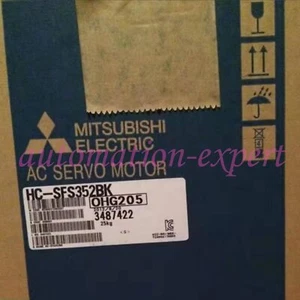 MITSUBISHI
ELECTRIC
automation-expert
AC SERVO MOTOR
HC-SFS352BK
OHG205
3487422
25kg